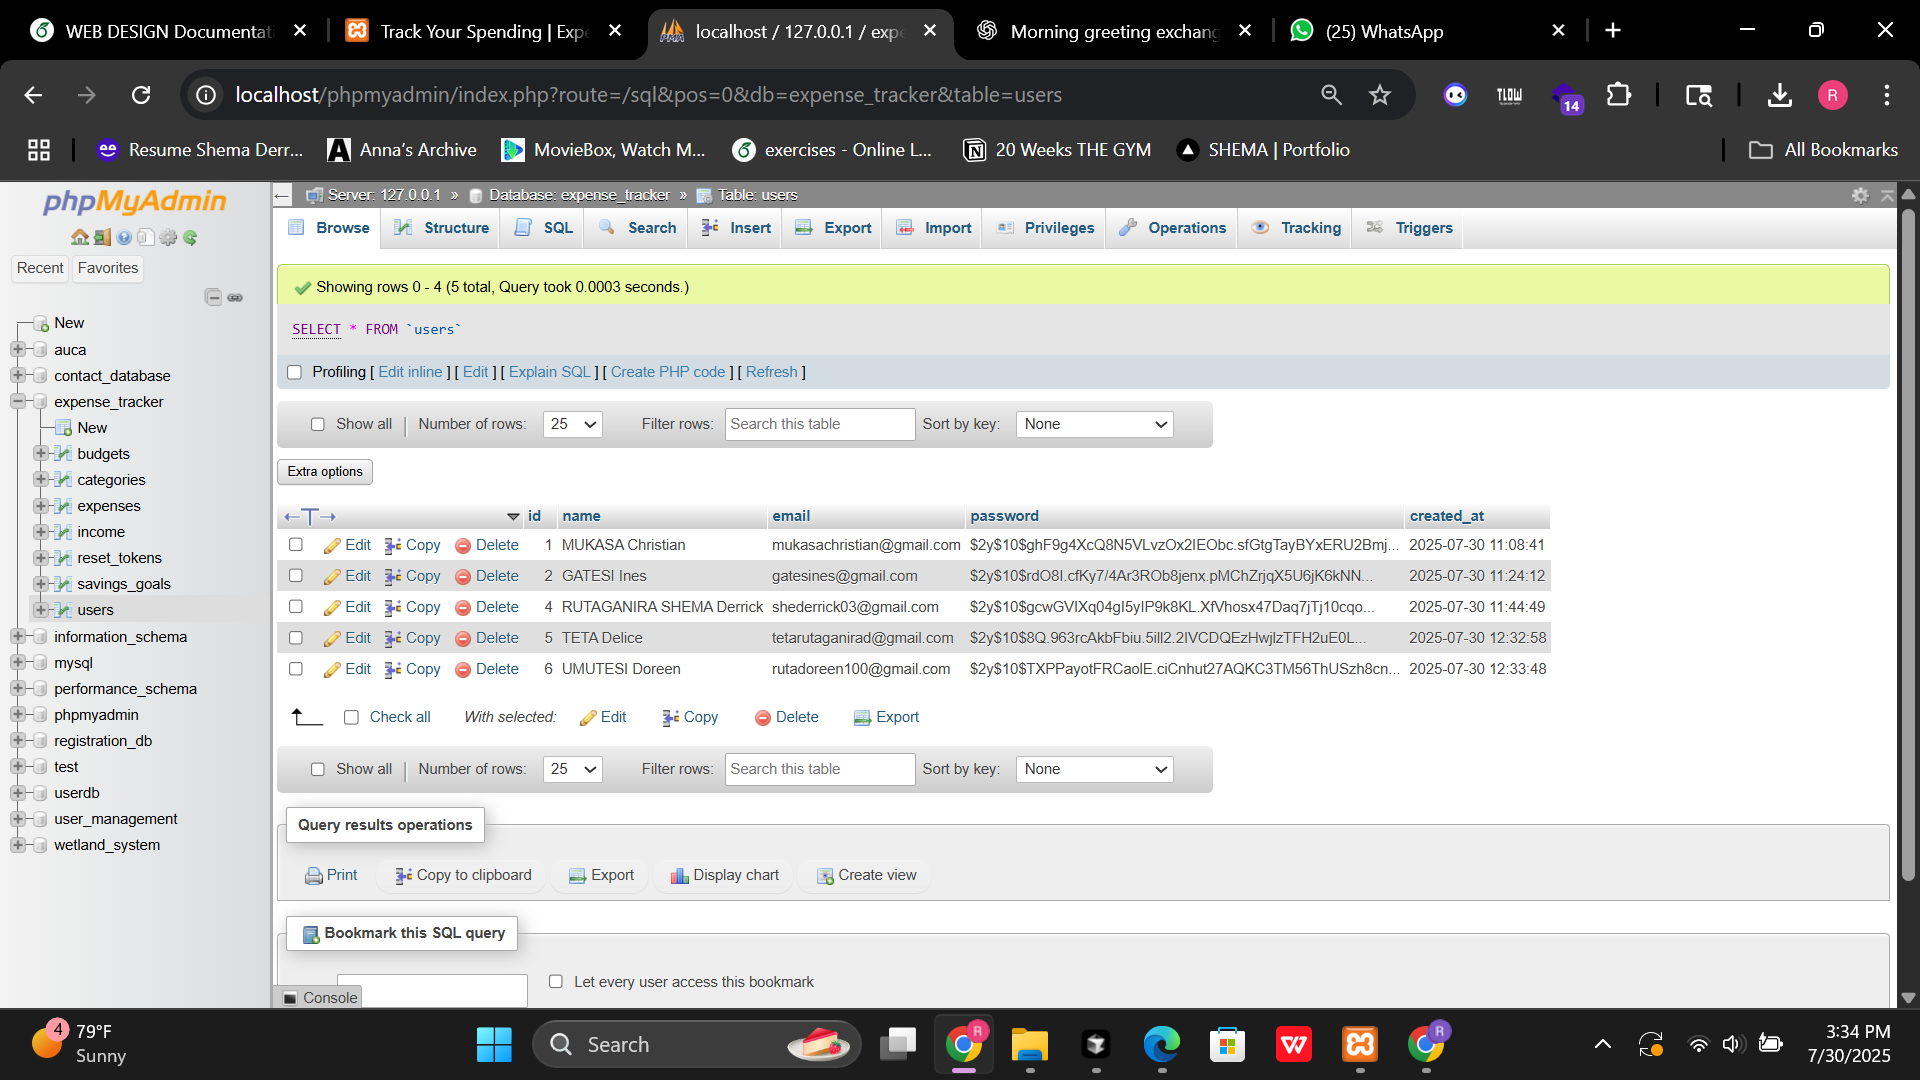 WEB DESIGN Documentati
Track Your Spending | Expe
localhost / 127.0.0.1 / expe
Morning greeting exchang
(25) WhatsApp
localhost/phpmyadmin/index.php?route=/sql&pos=0&db=expense_tracker&table=users
TLOW
14
R
Resume Shema Derr...
Anna's Archive
MovieBox, Watch M...
exercises - Online L...
20 Weeks THE GYM
SHEMA | Portfolio
All Bookmarks
phpMyAdmin
Recent
Favorites
New
auca
contact_database
expense_tracker
New
budgets
categories
expenses
income
reset_tokens
savings_goals
users
information_schema
mysql
performance_schema
phpmyadmin
registration_db
test
userdb
user_management
wetland_system
Server: 127.0.0.1 » Database: expense_tracker » Table: users
Browse
Structure
SQL
Search
Insert
Export
Import
Privileges
Operations
Tracking
Triggers
Showing rows 0 - 4 (5 total, Query took 0.0003 seconds.)
SELECT * FROM `users`
Profiling [ Edit inline ] [ Edit ] [ Explain SQL ] [ Create PHP code ] [ Refresh ]
Show all | Number of rows: 25 Filter rows: Search this table Sort by key: None
Extra options
id name email password created_at
Edit Copy Delete 1 MUKASA Christian mukasachristian@gmail.com $2y$10$ghF9g4XcQ8N5VLvzOx2IEObc.sfGtgTayBYxERU2Bmj... 2025-07-30 11:08:41
Edit Copy Delete 2 GATESI Ines gatesines@gmail.com $2y$10$rdO8I.cfKy7/4Ar3ROb8jenx.pMChZrjqX5U6jK6kNN... 2025-07-30 11:24:12
Edit Copy Delete 4 RUTAGANIRA SHEMA Derrick shederrick03@gmail.com $2y$10$gcwGVIXq04gI5yIP9k8KL.XfVhosx47Daq7jTj10cqo... 2025-07-30 11:44:49
Edit Copy Delete 5 TETA Delice tetarutaganirad@gmail.com $2y$10$8Q.963rcAkbFbiu.5iII2.2IVCDQEzHwjlzTFH2uE0L... 2025-07-30 12:32:58
Edit Copy Delete 6 UMUTESI Doreen rutadoreen100@gmail.com $2y$10$TXPPayotFRCaolE.ciCnhut27AQKC3TM56ThUSzh8cn... 2025-07-30 12:33:48
Check all With selected: Edit Copy Delete Export
Show all | Number of rows: 25 Filter rows: Search this table Sort by key: None
Query results operations
Print
Copy to clipboard
Export
Display chart
Create view
Bookmark this SQL query
Let every user access this bookmark
Console
4
79°F
Sunny
Search
R
R
3:34 PM
7/30/2025